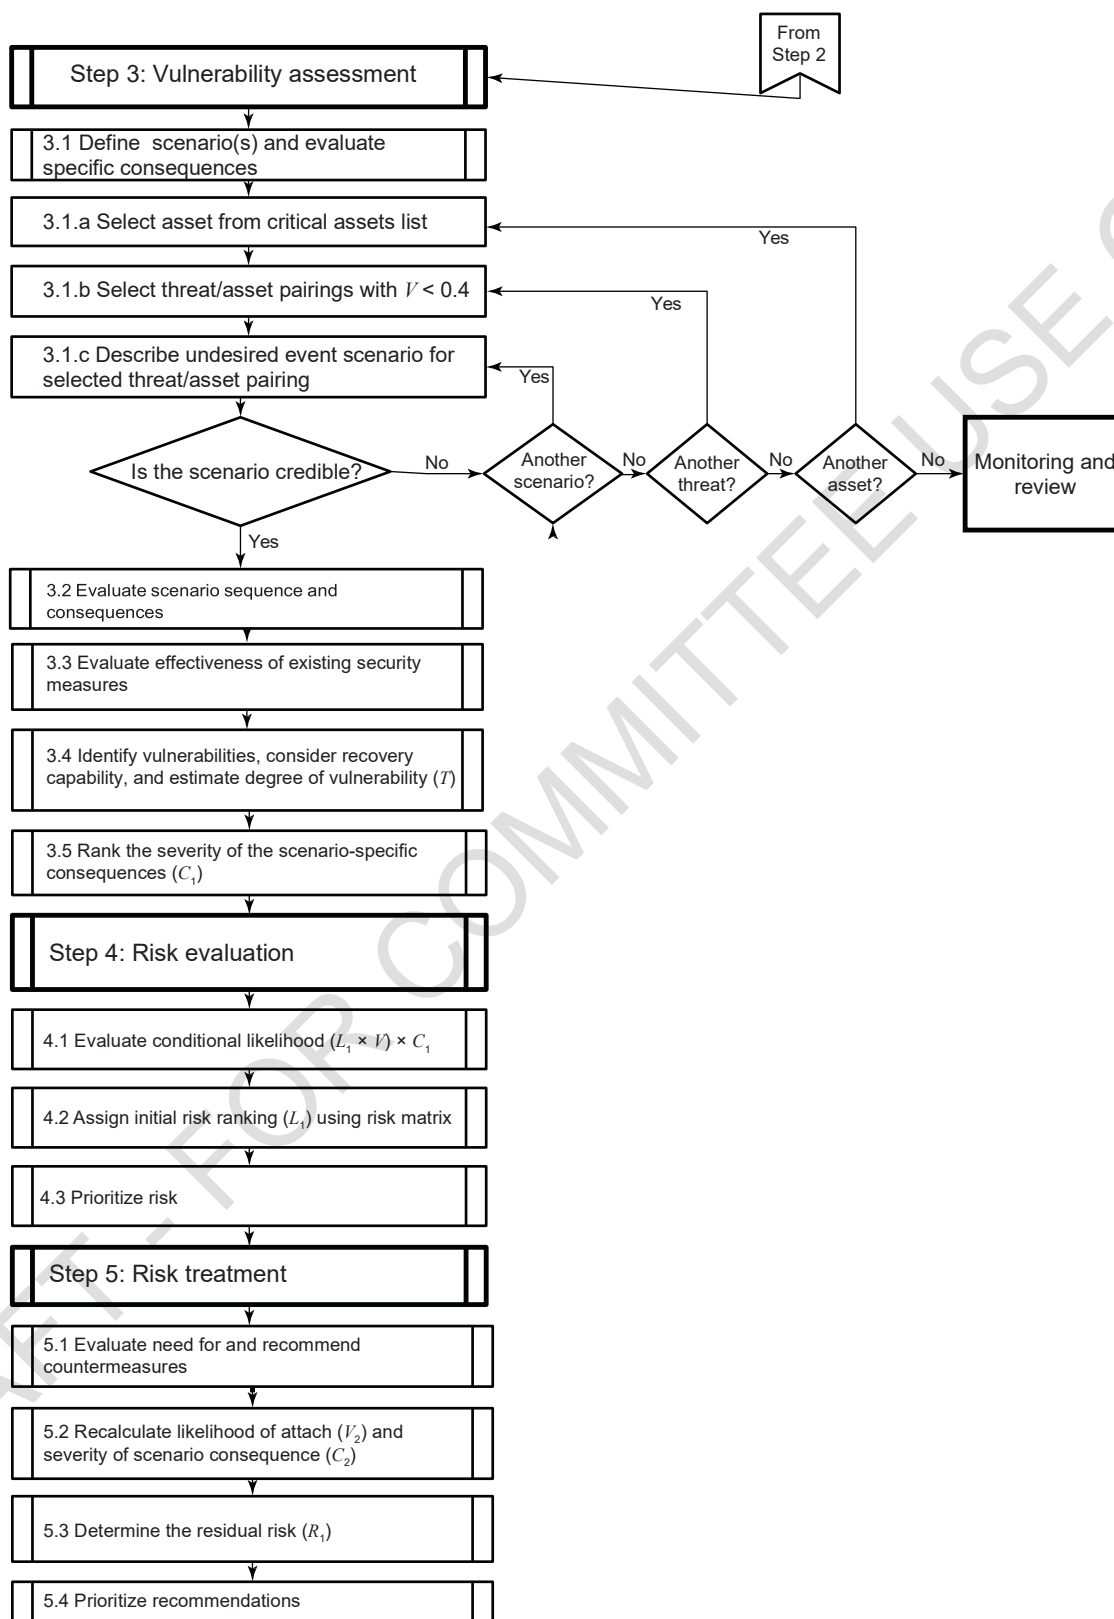 From
Step 2
Step 3: Vulnerability assessment
3.1 Define scenario(s) and evaluate
specific consequences
3.1.a Select asset from critical assets list
Yes
3.1.b Select threat/asset pairings with V < 0.4
Yes
3.1.c Describe undesired event scenario for
selected threat/asset pairing
Yes
Is the scenario credible?
No
Another
scenario?
No
Another
threat?
No
Another
asset?
No
Monitoring and
review
Yes
3.2 Evaluate scenario sequence and
consequences
3.3 Evaluate effectiveness of existing security
measures
3.4 Identify vulnerabilities, consider recovery
capability, and estimate degree of vulnerability (T)
3.5 Rank the severity of the scenario-specific
consequences (C₁)
Step 4: Risk evaluation
4.1 Evaluate conditional likelihood (L₁ × V) × C₁
4.2 Assign initial risk ranking (L₁) using risk matrix
4.3 Prioritize risk
Step 5: Risk treatment
5.1 Evaluate need for and recommend
countermeasures
5.2 Recalculate likelihood of attach (V₂) and
severity of scenario consequence (C₂)
5.3 Determine the residual risk (R₁)
5.4 Prioritize recommendations
- FOR COMMITTEE USE